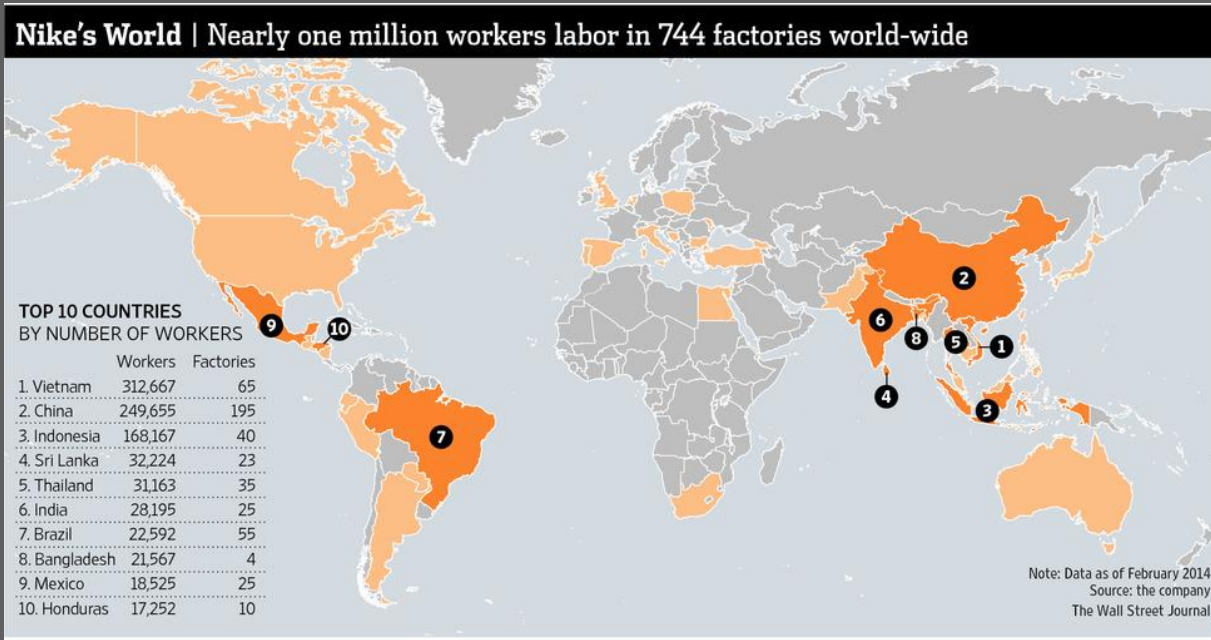 Nike's World | Nearly one million workers labor in 744 factories world-wide
TOP 10 COUNTRIES
BY NUMBER OF WORKERS
Workers Factories
1. Vietnam 312,667 65
2. China 249,655 195
3. Indonesia 168,167 40
4. Sri Lanka 32,224 23
5. Thailand 31,163 35
6. India 28,195 25
7. Brazil 22,592 55
8. Bangladesh 21,567 4
9. Mexico 18,525 25
10. Honduras 17,252 10
9
10
7
2
6
8
5
1
4
3
Note: Data as of February 2014
Source: the company
The Wall Street Journal